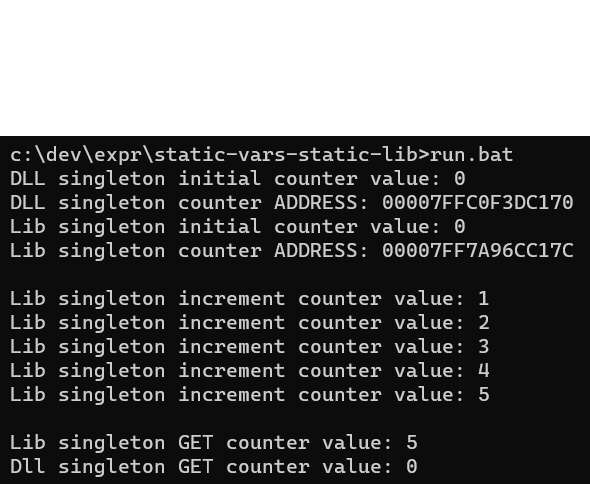 c:\dev\expr\static-vars-static-lib>run.bat
DLL singleton initial counter value: 0
DLL singleton counter ADDRESS: 00007FFC0F3DC170
Lib singleton initial counter value: 0
Lib singleton counter ADDRESS: 00007FF7A96CC17C
Lib singleton increment counter value: 1
Lib singleton increment counter value: 2
Lib singleton increment counter value: 3
Lib singleton increment counter value: 4
Lib singleton increment counter value: 5
Lib singleton GET counter value: 5
Dll singleton GET counter value: 0